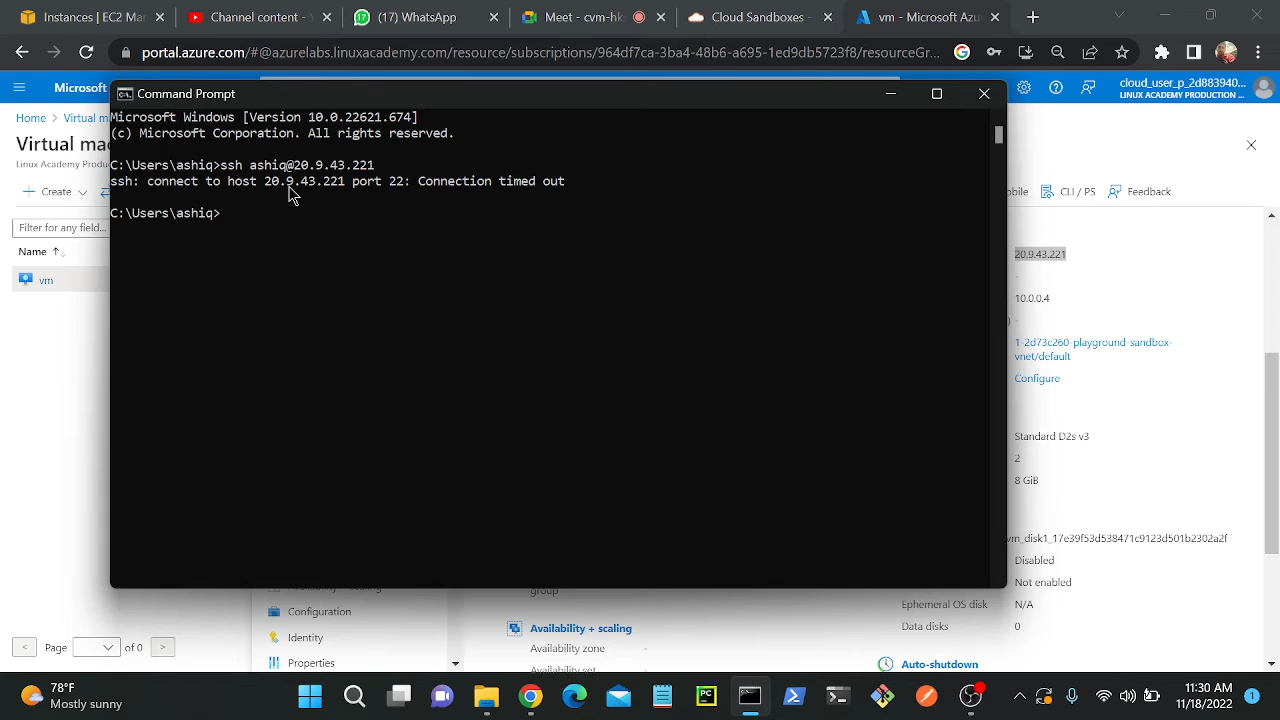 Instances | EC2 Mar
Channel content - Y
(17) WhatsApp
Meet - cvm-hk
Cloud Sandboxes -
vm - Microsoft Azu
portal.azure.com/#@azurelabs.linuxacademy.com/resource/subscriptions/964df7ca-3ba4-48b6-a695-1ed9db5723f8/resourceGr...
Microsoft
cloud_user_p_2d883940...
LINUX ACADEMY PRODUCTION ...
Command Prompt
Microsoft Windows [Version 10.0.22621.674]
(c) Microsoft Corporation. All rights reserved.
C:\Users\ashiq>ssh ashiq@20.9.43.221
ssh: connect to host 20.9.43.221 port 22: Connection timed out
C:\Users\ashiq>
Home > Virtual m
Virtual mac
Linux Academy Produ
Create
Filter for any field...
Name
vm
Page
of 0
obile
CLI / PS
Feedback
20.9.43.221
-
10.0.0.4
) -
1-2d73c260-playground-sandbox-
vnet/default
Configure
Standard D2s v3
2
8 GiB
vm_disk1_17e39f53d538471c9123d501b2302a2f
Disabled
Not enabled
Ephemeral OS disk
N/A
Data disks
0
Configuration
Identity
Properties
group
Availability + scaling
Availability zone
-
Availability set
Auto-shutdown
78°F
Mostly sunny
17
PC
11:30 AM
11/18/2022
1